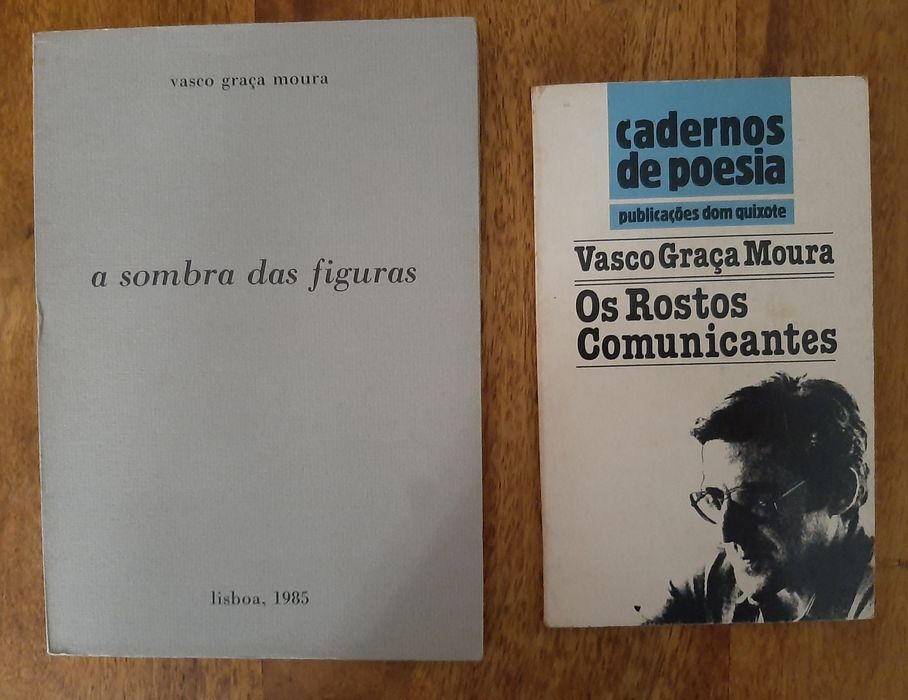 vasco graça moura
a sombra das figuras
lisboa, 1985
cadernos
de poesia
publicações dom quixote
Vasco Graça Moura
Os Rostos
Comunicantes